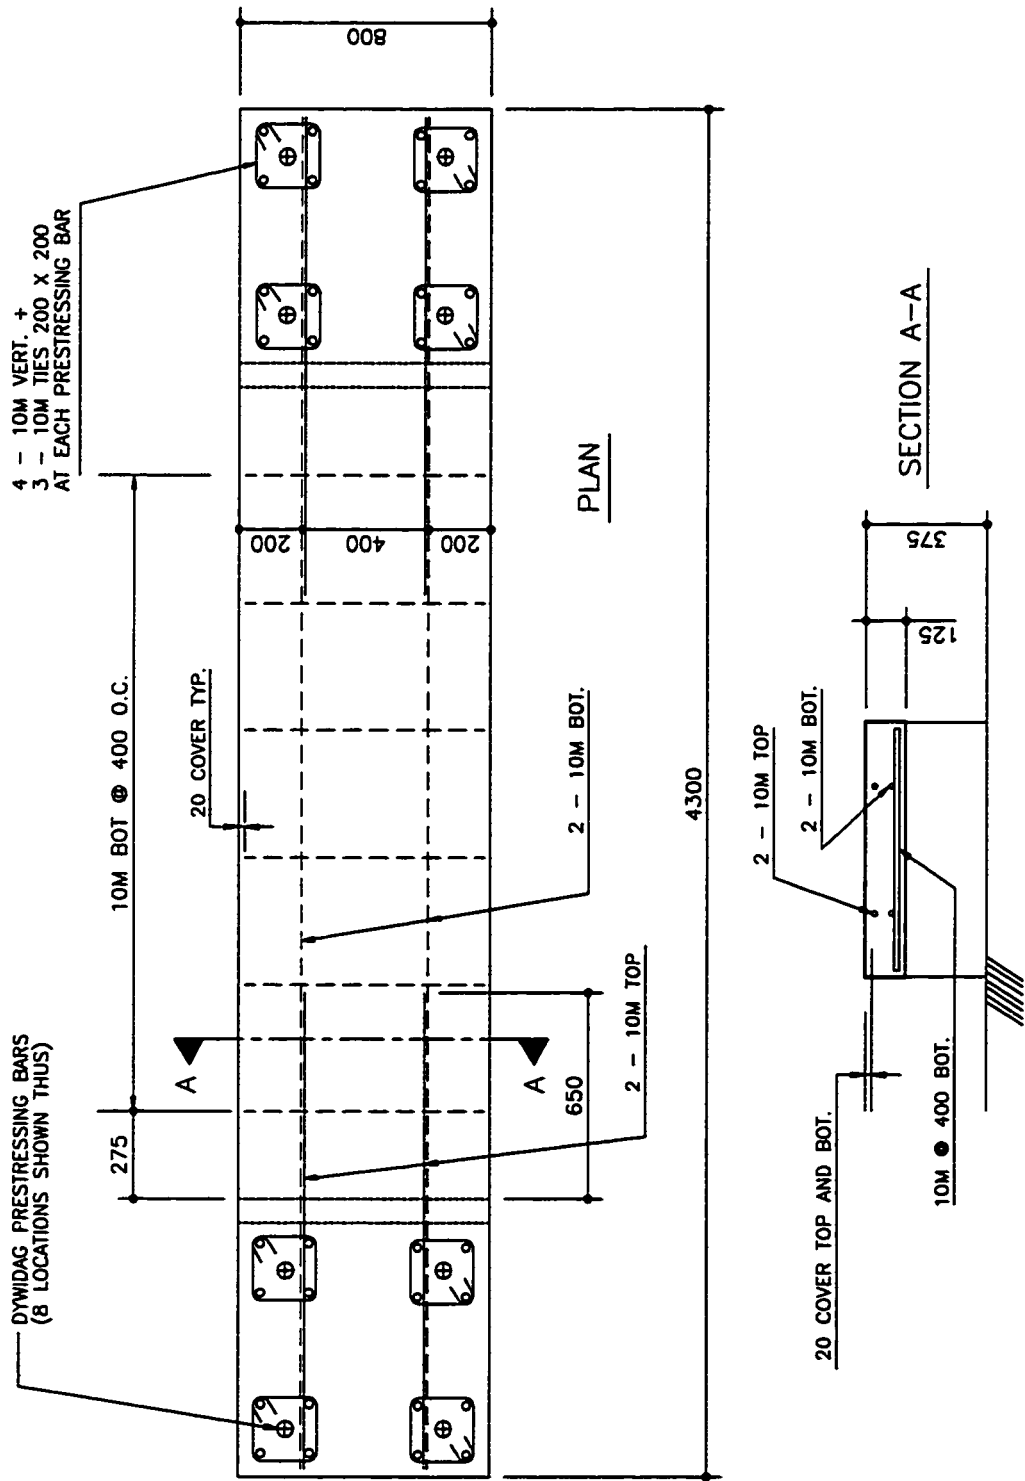 DYWIDAG PRESTRESSING BARS
(8 LOCATIONS SHOWN THUS)
4 - 10M VERT. +
3 - 10M TIES 200 X 200
AT EACH PRESTRESSING BAR
275
10M BOT @ 400 O.C.
20 COVER TYP.
A
A
200
400
200
800
650
2 - 10M TOP
2 - 10M BOT.
4300
PLAN
20 COVER TOP AND BOT.
10M @ 400 BOT.
2 - 10M TOP
2 - 10M BOT.
125
375
SECTION A-A